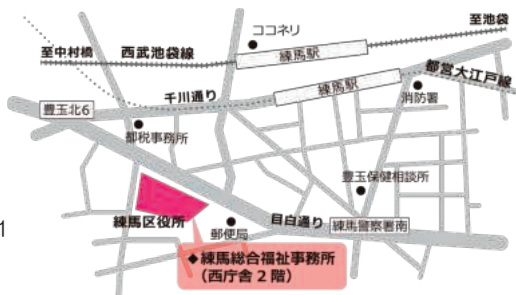 ココネリ
至池袋
至中村橋
西武池袋線
練馬駅
都営大江戸線
千川通り
練馬駅
豊玉北6
消防署
都税事務所
豊玉保健相談所
1
練馬区役所
郵便局
目白通り
練馬警察署南
◆練馬総合福祉事務所
（西庁舎2階）